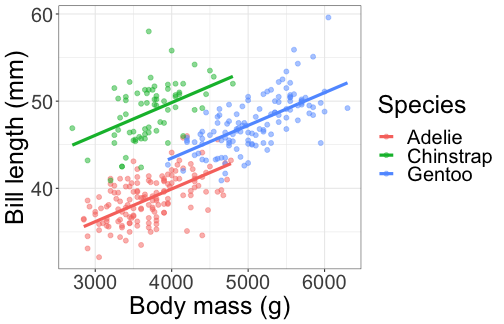 60
50
40
Bill length (mm)
3000 4000 5000 6000
Body mass (g)
Species
Adelie
Chinstrap
Gentoo